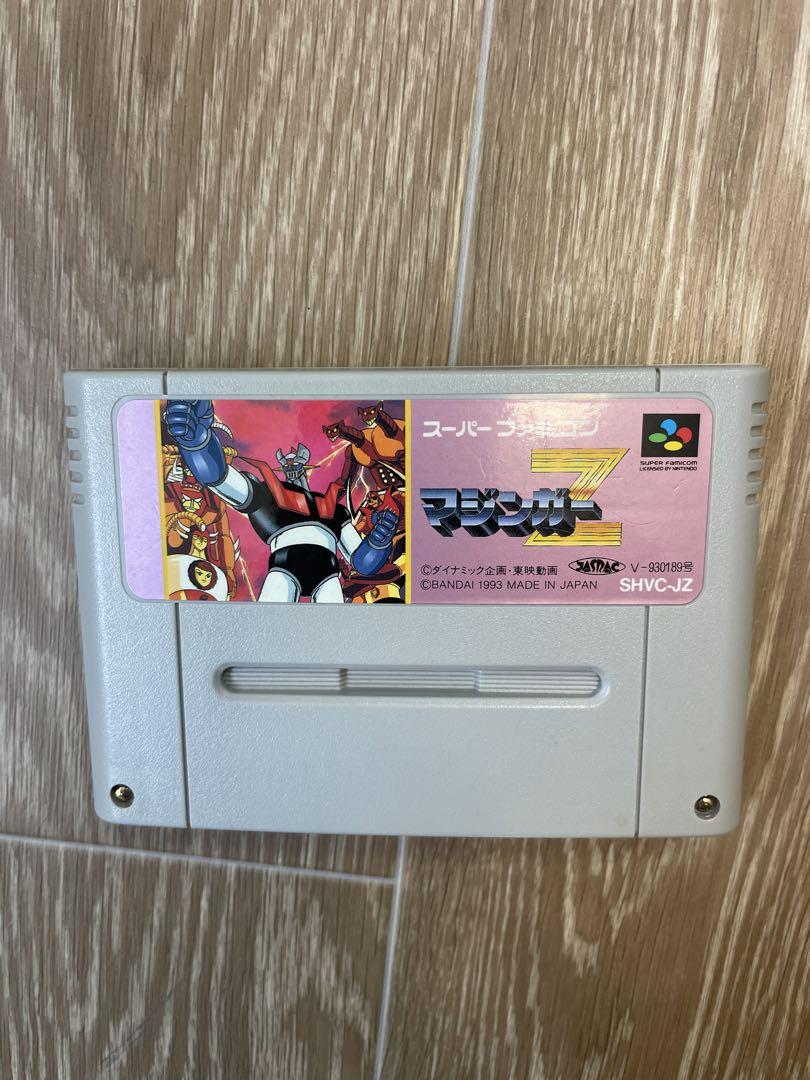 スーパーファミコン
マジンガーZ
SUPER FAMICOM
LICENSED BY NINTENDO
©ダイナミック企画・東映動画 JASRAC V-930189号
©BANDAI 1993 MADE IN JAPAN SHVC-JZ